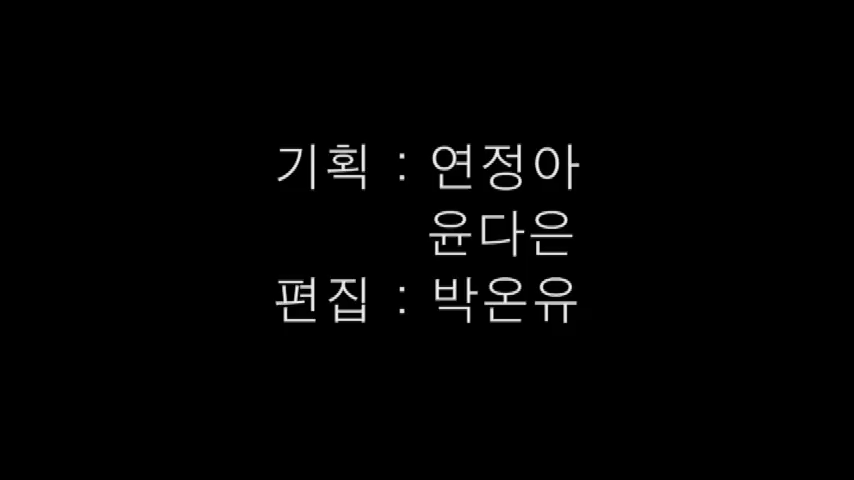 기획 : 연정아
윤다은
편집 : 박온유